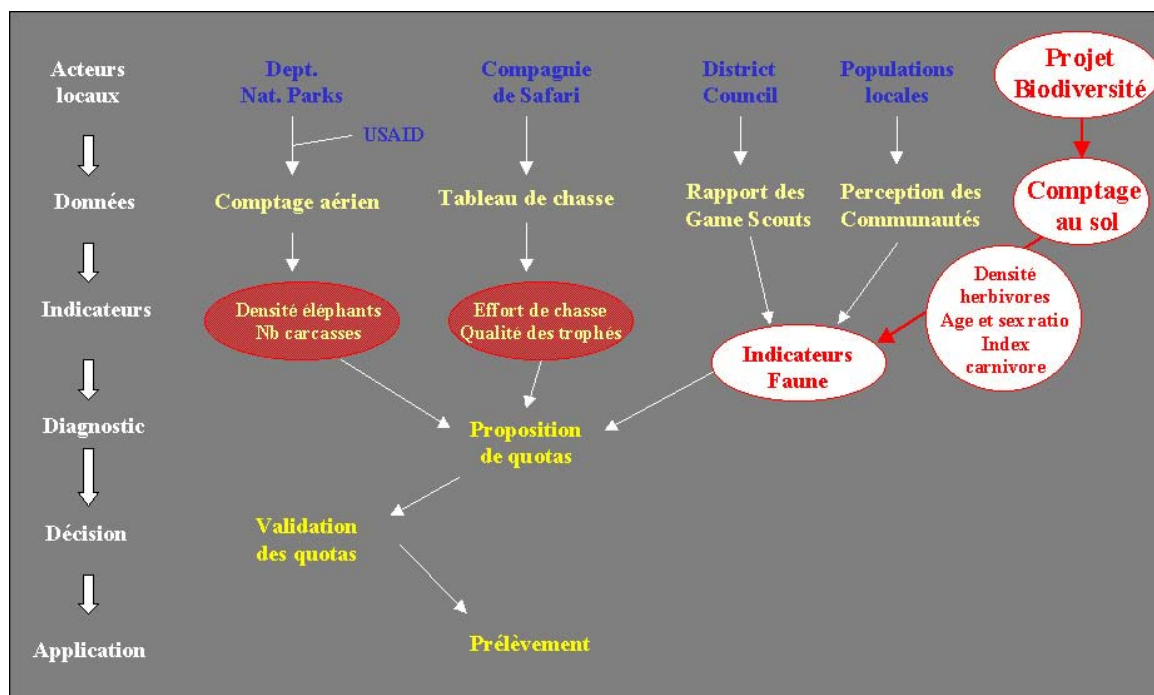 Acteurs
locaux
Dept.
Nat. Parks
Compagnie
de Safari
District
Council
Populations
locales
Projet
Biodiversité
USAID
Données
Comptage aérien
Tableau de chasse
Rapport des
Game Scouts
Perception des
Communautés
Comptage
au sol
Indicateurs
Densité éléphants
Nb carcasses
Effort de chasse
Qualité des trophés
Indicateurs
Faune
Densité
herbivores
Age et sex ratio
Index
carnivore
Diagnostic
Proposition
de quotas
Décision
Validation
des quotas
Application
Prélèvement